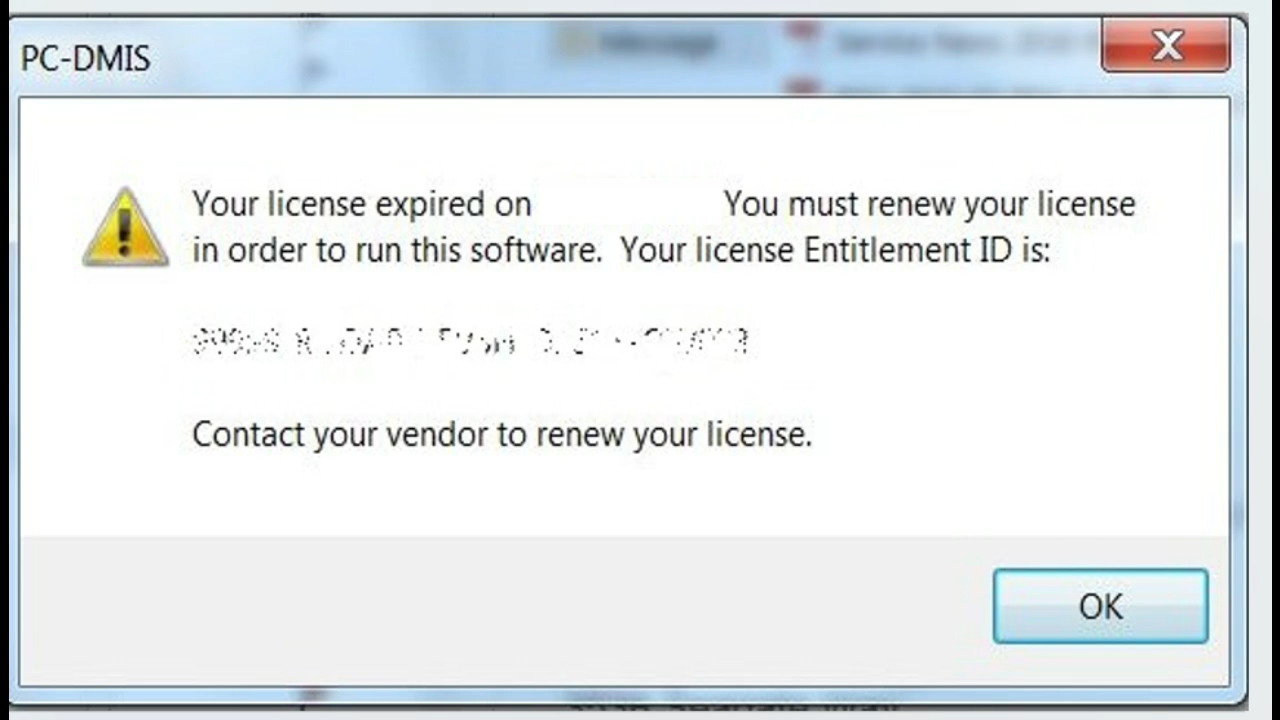 PC-DMIS
Your license expired on You must renew your license
in order to run this software. Your license Entitlement ID is:
Contact your vendor to renew your license.
OK